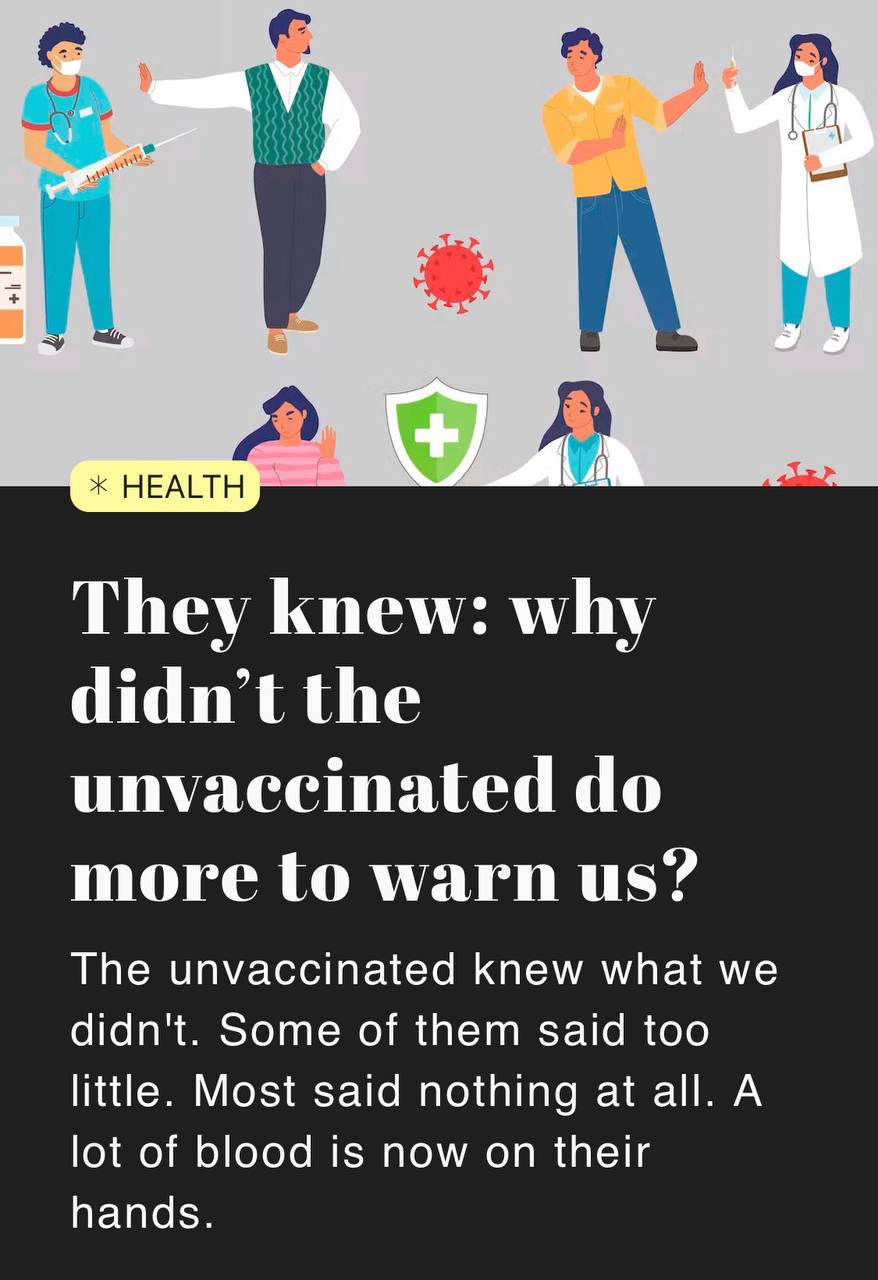 ✳ HEALTH
They knew: why
didn’t the
unvaccinated do
more to warn us?
The unvaccinated knew what we
didn't. Some of them said too
little. Most said nothing at all. A
lot of blood is now on their
hands.